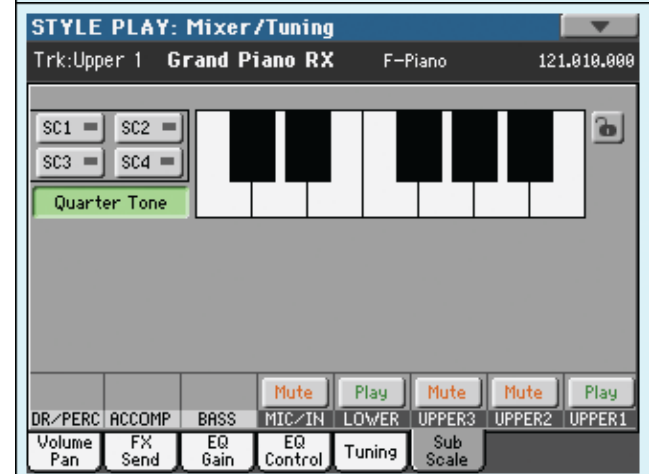 STYLE PLAY: Mixer/Tuning
Trk:Upper 1 Grand Piano RX F-Piano 121.010.000
SC1 SC2
SC3 SC4
Quarter Tone
Mute Play Mute Mute Play
DR/PERC ACCOMP BASS MIC/IN LOWER UPPER3 UPPER2 UPPER1
Volume Pan FX Send EQ Gain EQ Control Tuning Sub Scale